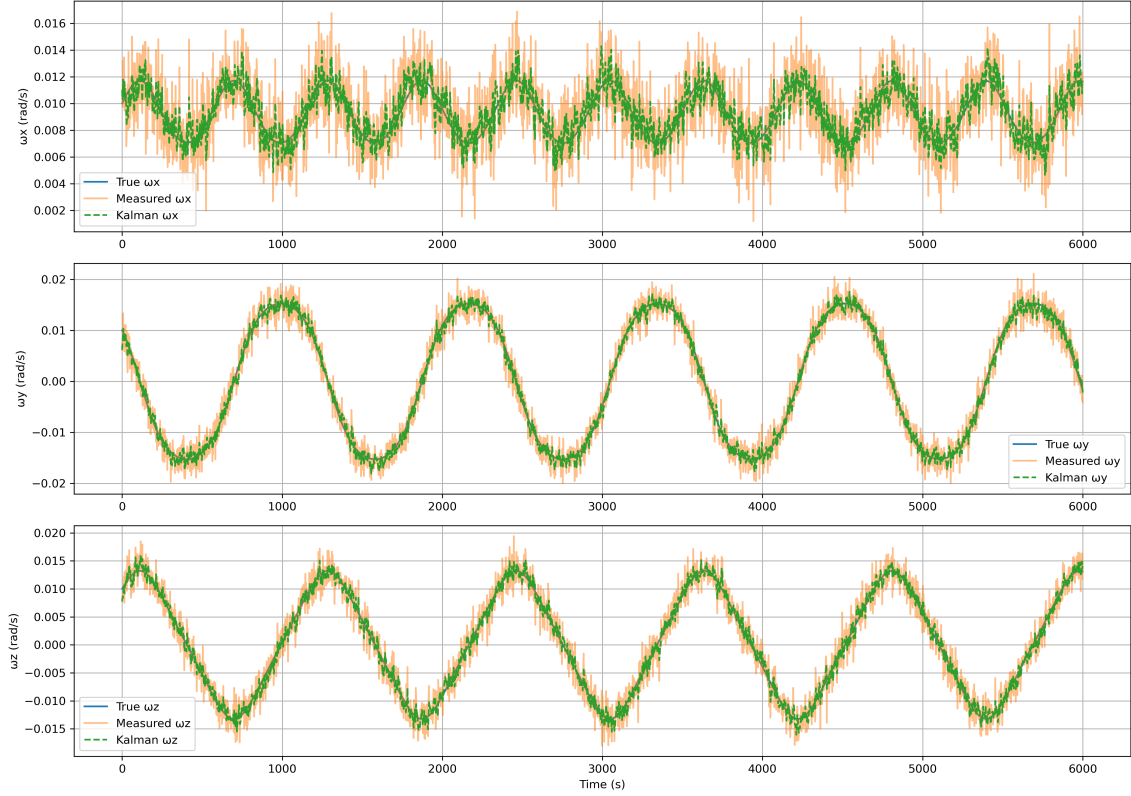 0.016
0.014
0.012
0.010
0.008
0.006
0.004
0.002
ωx (rad/s)
True ωx
Measured ωx
Kalman ωx
0 1000 2000 3000 4000 5000 6000
0.02
0.01
0.00
−0.01
−0.02
ωy (rad/s)
True ωy
Measured ωy
Kalman ωy
0 1000 2000 3000 4000 5000 6000
0.020
0.015
0.010
0.005
0.000
−0.005
−0.010
−0.015
ωz (rad/s)
True ωz
Measured ωz
Kalman ωz
0 1000 2000 3000 4000 5000 6000
Time (s)